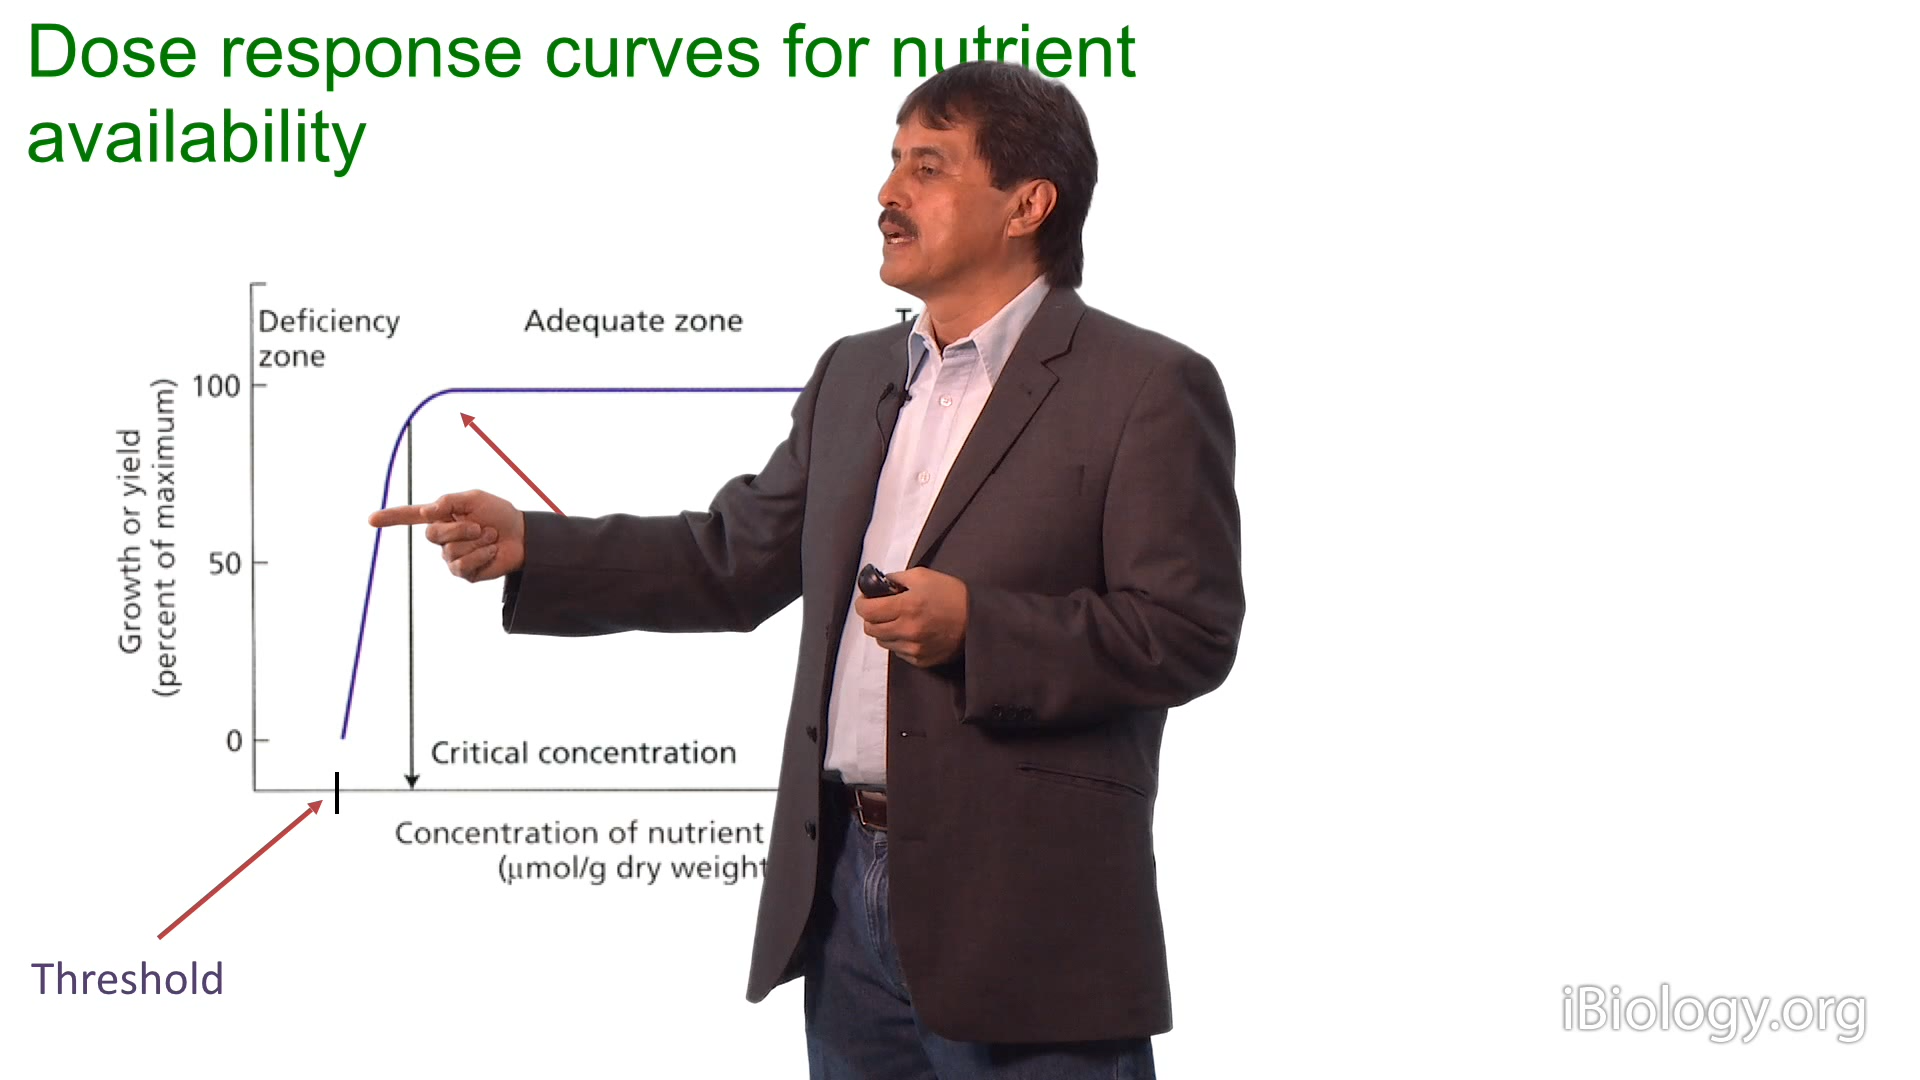 Dose response curves for nutrient
availability
Deficiency
zone
Adequate zone
100
50
0
Growth or yield
(percent of maximum)
Critical concentration
Concentration of nutrient
(μmol/g dry weight
Threshold
iBiology.org